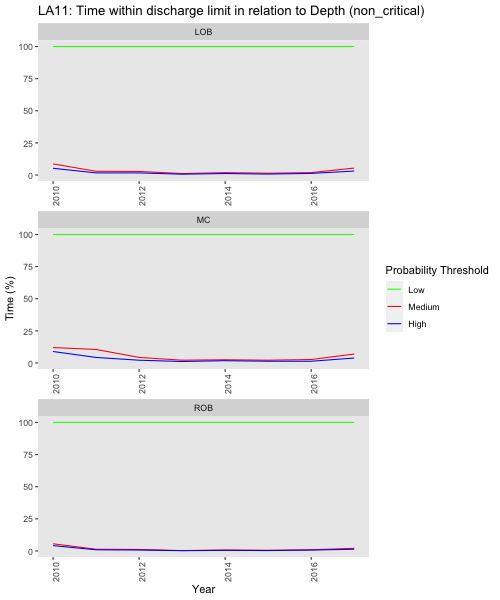 LA11: Time within discharge limit in relation to Depth (non_critical)
LOB
100
75
50
25
0
2010
2012
2014
2016
MC
100
75
50
25
0
2010
2012
2014
2016
ROB
100
75
50
25
0
2010
2012
2014
2016
Time (%)
Year
Probability Threshold
Low
Medium
High